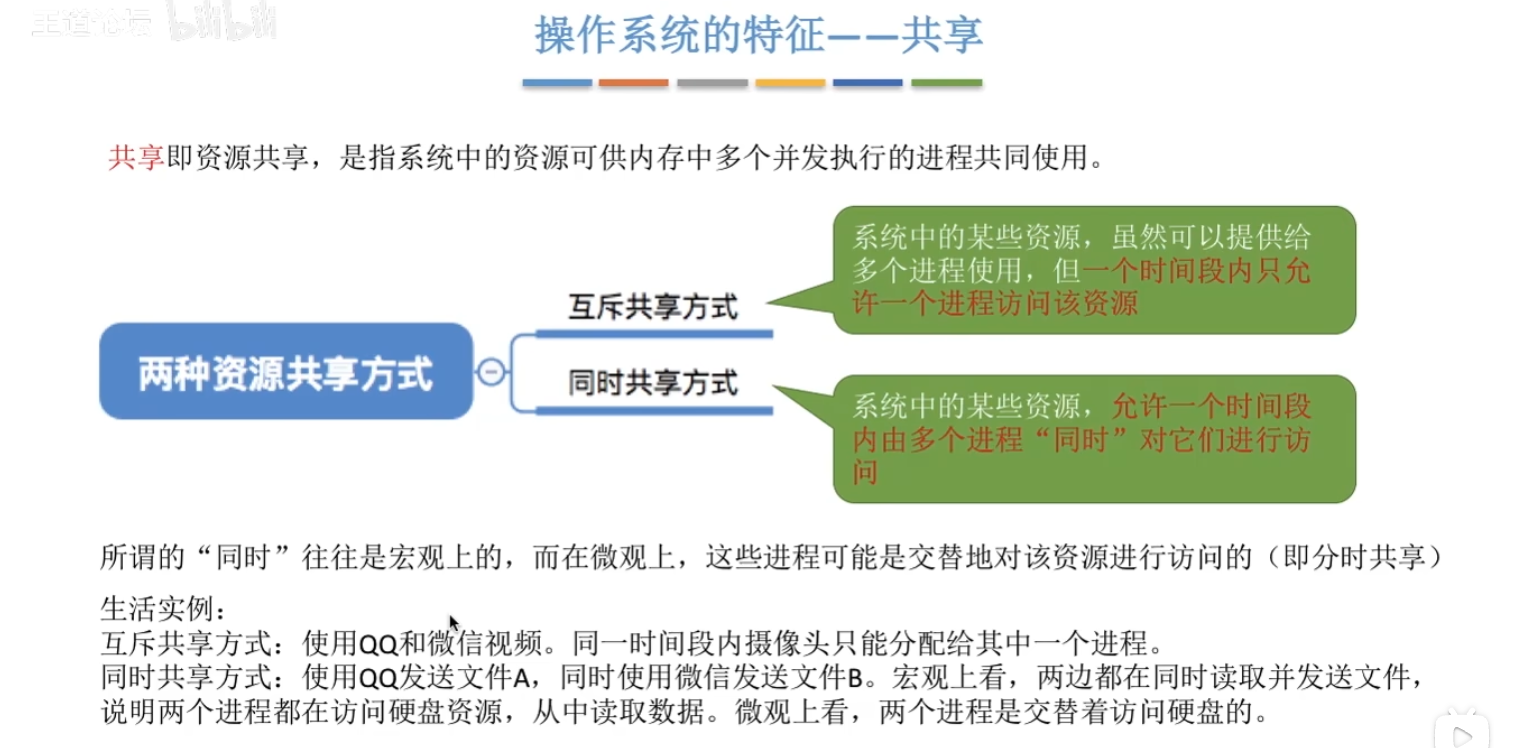 王道论坛 bilibili
操作系统的特征——共享
共享即资源共享，是指系统中的资源可供内存中多个并发执行的进程共同使用。
系统中的某些资源，虽然可以提供给
多个进程使用，但一个时间段内只允
许一个进程访问该资源
互斥共享方式
两种资源共享方式
同时共享方式
系统中的某些资源，允许一个时间段
内由多个进程“同时”对它们进行访
问
所谓的“同时”往往是宏观上的，而在微观上，这些进程可能是交替地对该资源进行访问的（即分时共享）
生活实例：
互斥共享方式：使用QQ和微信视频。同一时间段内摄像头只能分配给其中一个进程。
同时共享方式：使用QQ发送文件A，同时使用微信发送文件B。宏观上看，两边都在同时读取并发送文件，
说明两个进程都在访问硬盘资源，从中读取数据。微观上看，两个进程是交替着访问硬盘的。